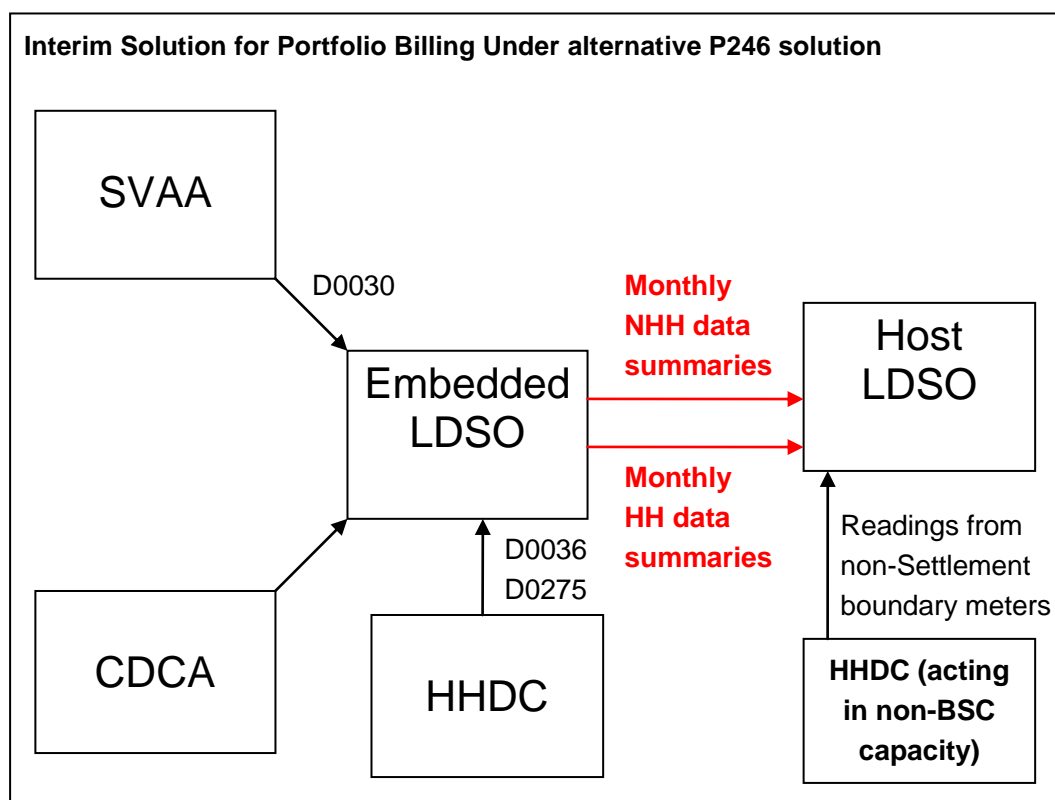 Interim Solution for Portfolio Billing Under alternative P246 solution
SVAA
D0030
Monthly
NHH data
summaries
Host
LDSO
Embedded
LDSO
Monthly
HH data
summaries
D0036
D0275
Readings from
non-Settlement
boundary meters
CDCA
HHDC
HHDC (acting
in non-BSC
capacity)